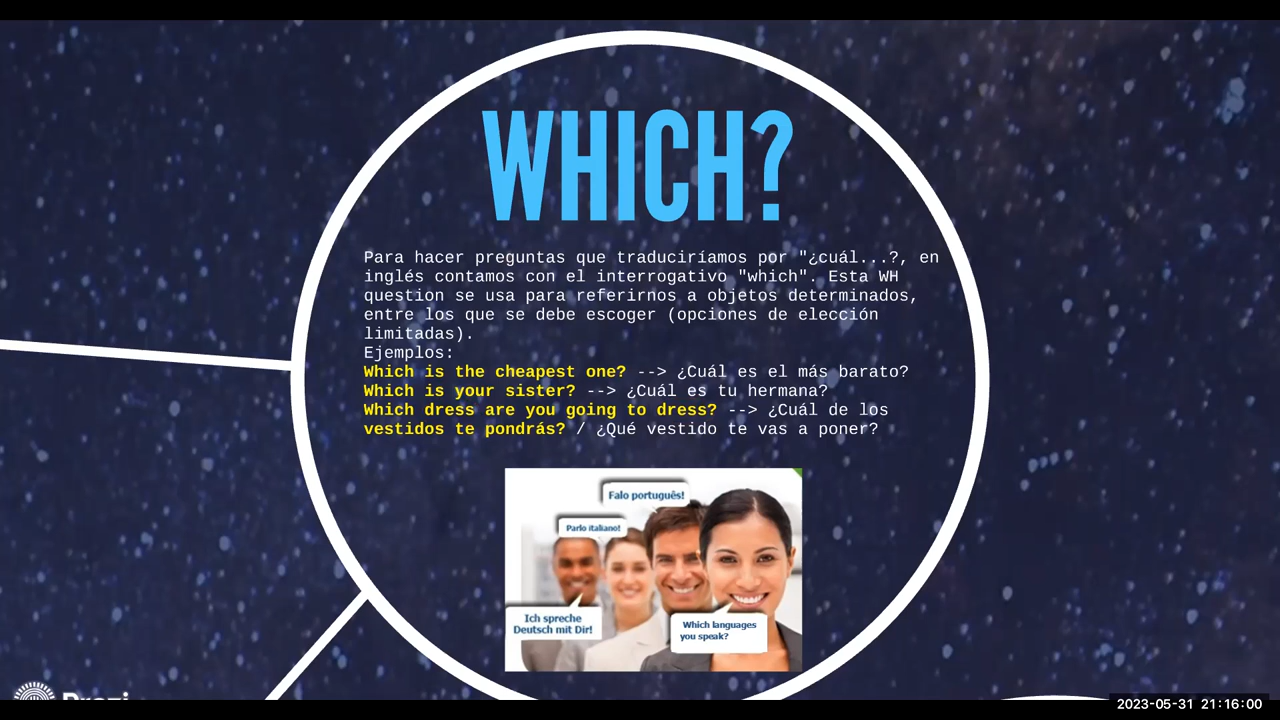 WHICH?
Para hacer preguntas que traduciríamos por "¿cuál...?, en
inglés contamos con el interrogativo "which". Esta WH
question se usa para referirnos a objetos determinados,
entre los que se debe escoger (opciones de elección
limitadas).
Ejemplos:
Which is the cheapest one? --> ¿Cuál es el más barato?
Which is your sister? --> ¿Cuál es tu hermana?
Which dress are you going to dress? --> ¿Cuál de los
vestidos te pondrás? / ¿Qué vestido te vas a poner?
Falo português!
Parlo italiano!
Ich spreche
Deutsch mit Dir!
Which languages
you speak?
Prezi
2023-05-31 21:16:00